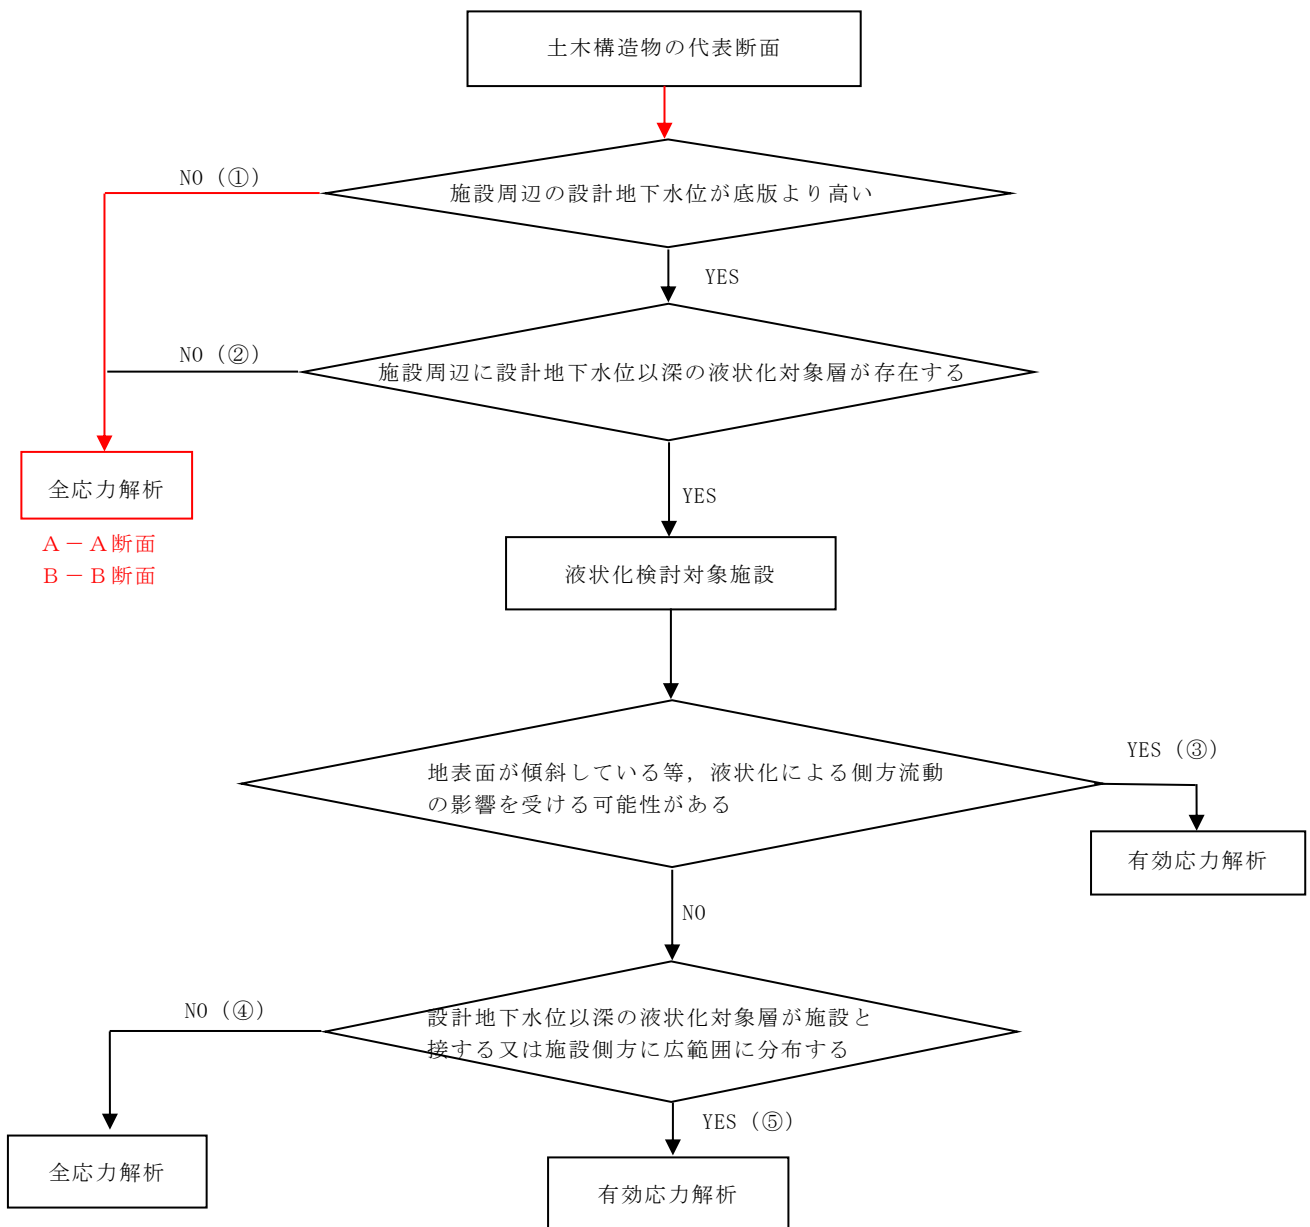 土木構造物の代表断面
NO（①）
施設周辺の設計地下水位が底版より高い
YES
NO（②）
施設周辺に設計地下水位以深の液状化対象層が存在する
全応力解析
YES
A－A断面
B－B断面
液状化検討対象施設
YES（③）
地表面が傾斜している等，液状化による側方流動
の影響を受ける可能性がある
有効応力解析
NO
NO（④）
設計地下水位以深の液状化対象層が施設と
接する又は施設側方に広範囲に分布する
YES（⑤）
全応力解析
有効応力解析